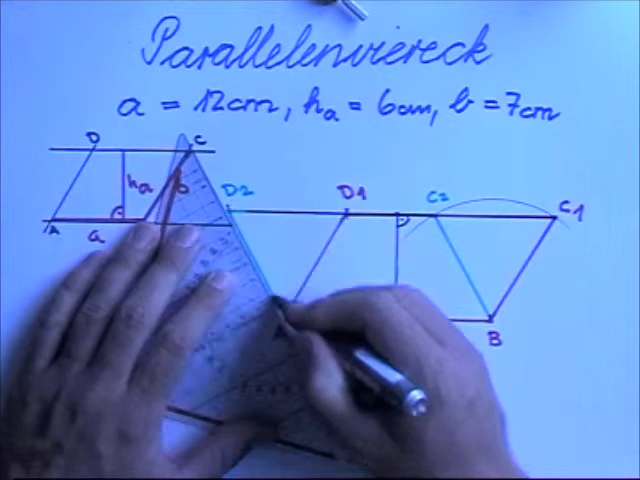 Parallelenviereck
a = 12cm, ha = 6cm, b = 7cm
D C
ha b
A a
D2 D1 C2 C1
A B